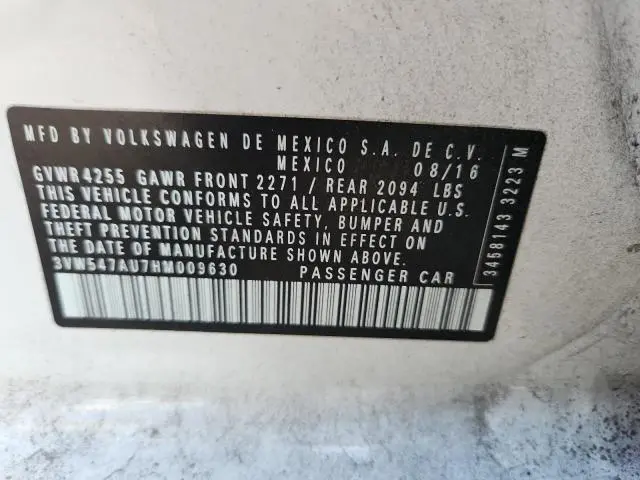 MFD BY VOLKSWAGEN DE MEXICO S.A. DE C.V.
MEXICO 08/16
GVWR4255 GAWR FRONT 2271 / REAR 2094 LBS
THIS VEHICLE CONFORMS TO ALL APPLICABLE U.S.
FEDERAL MOTOR VEHICLE SAFETY, BUMPER AND
THEFT PREVENTION STANDARDS IN EFFECT ON
THE DATE OF MANUFACTURE SHOWN ABOVE.
3VW547AU7HM009630 PASSENGER CAR
3458143 3223 M